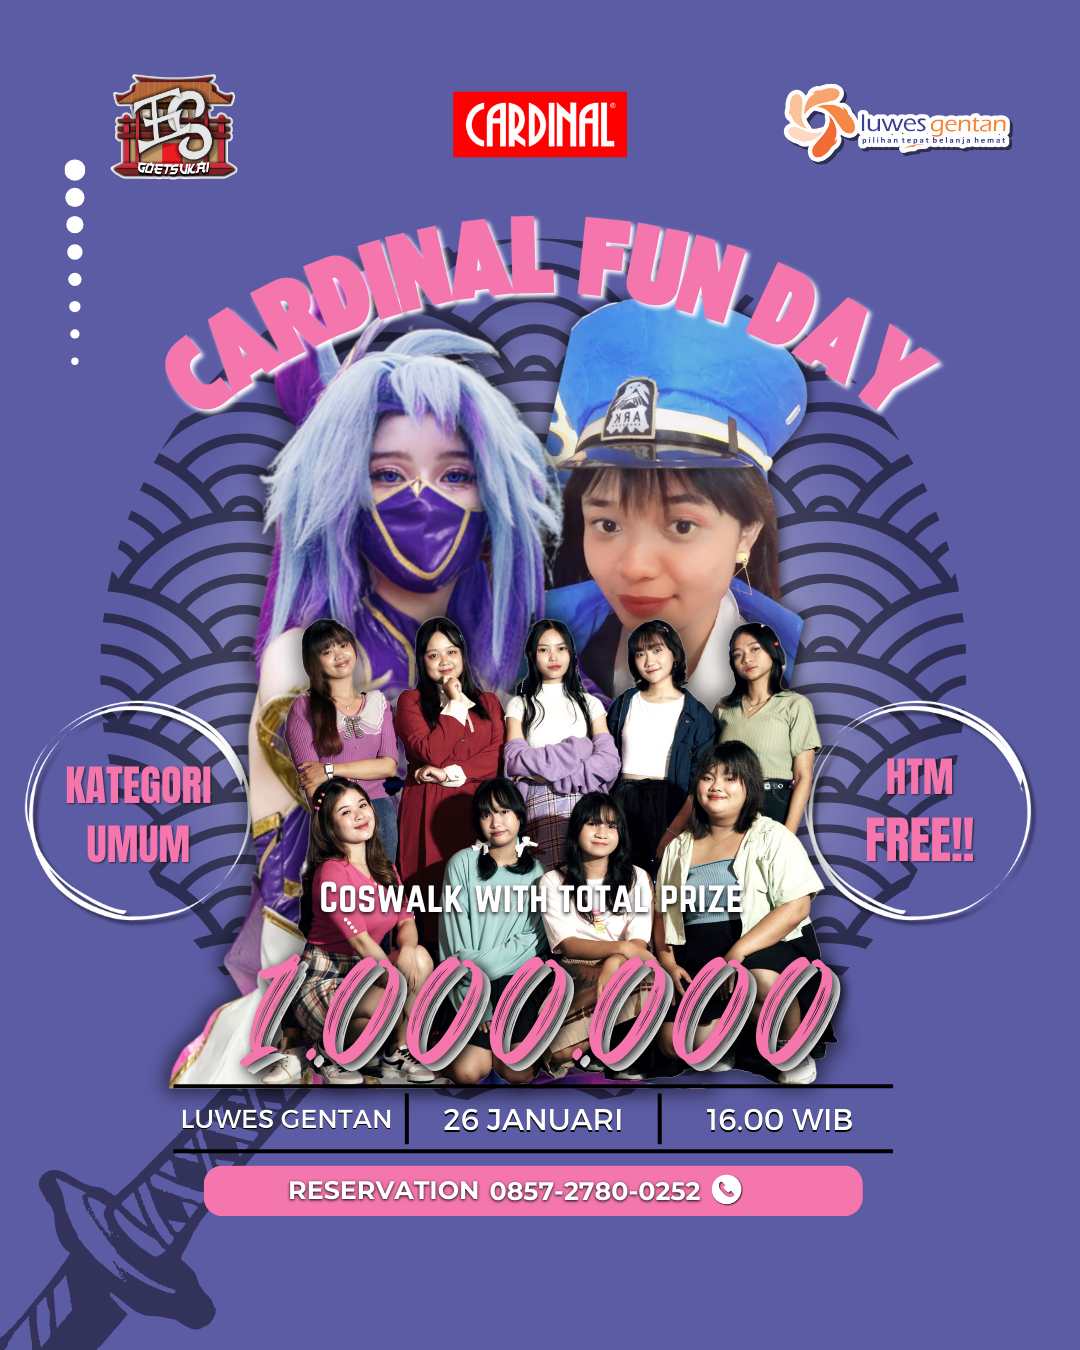 GOETSUKAI
CARDINAL®
luwes gentan
pilihan tepat belanja hemat
CARDINAL FUN DAY
ARK
KATEGORI
UMUM
HTM
FREE!!
COSWALK WITH TOTAL PRIZE
1.000.000
LUWES GENTAN
26 JANUARI
16.00 WIB
RESERVATION 0857-2780-0252